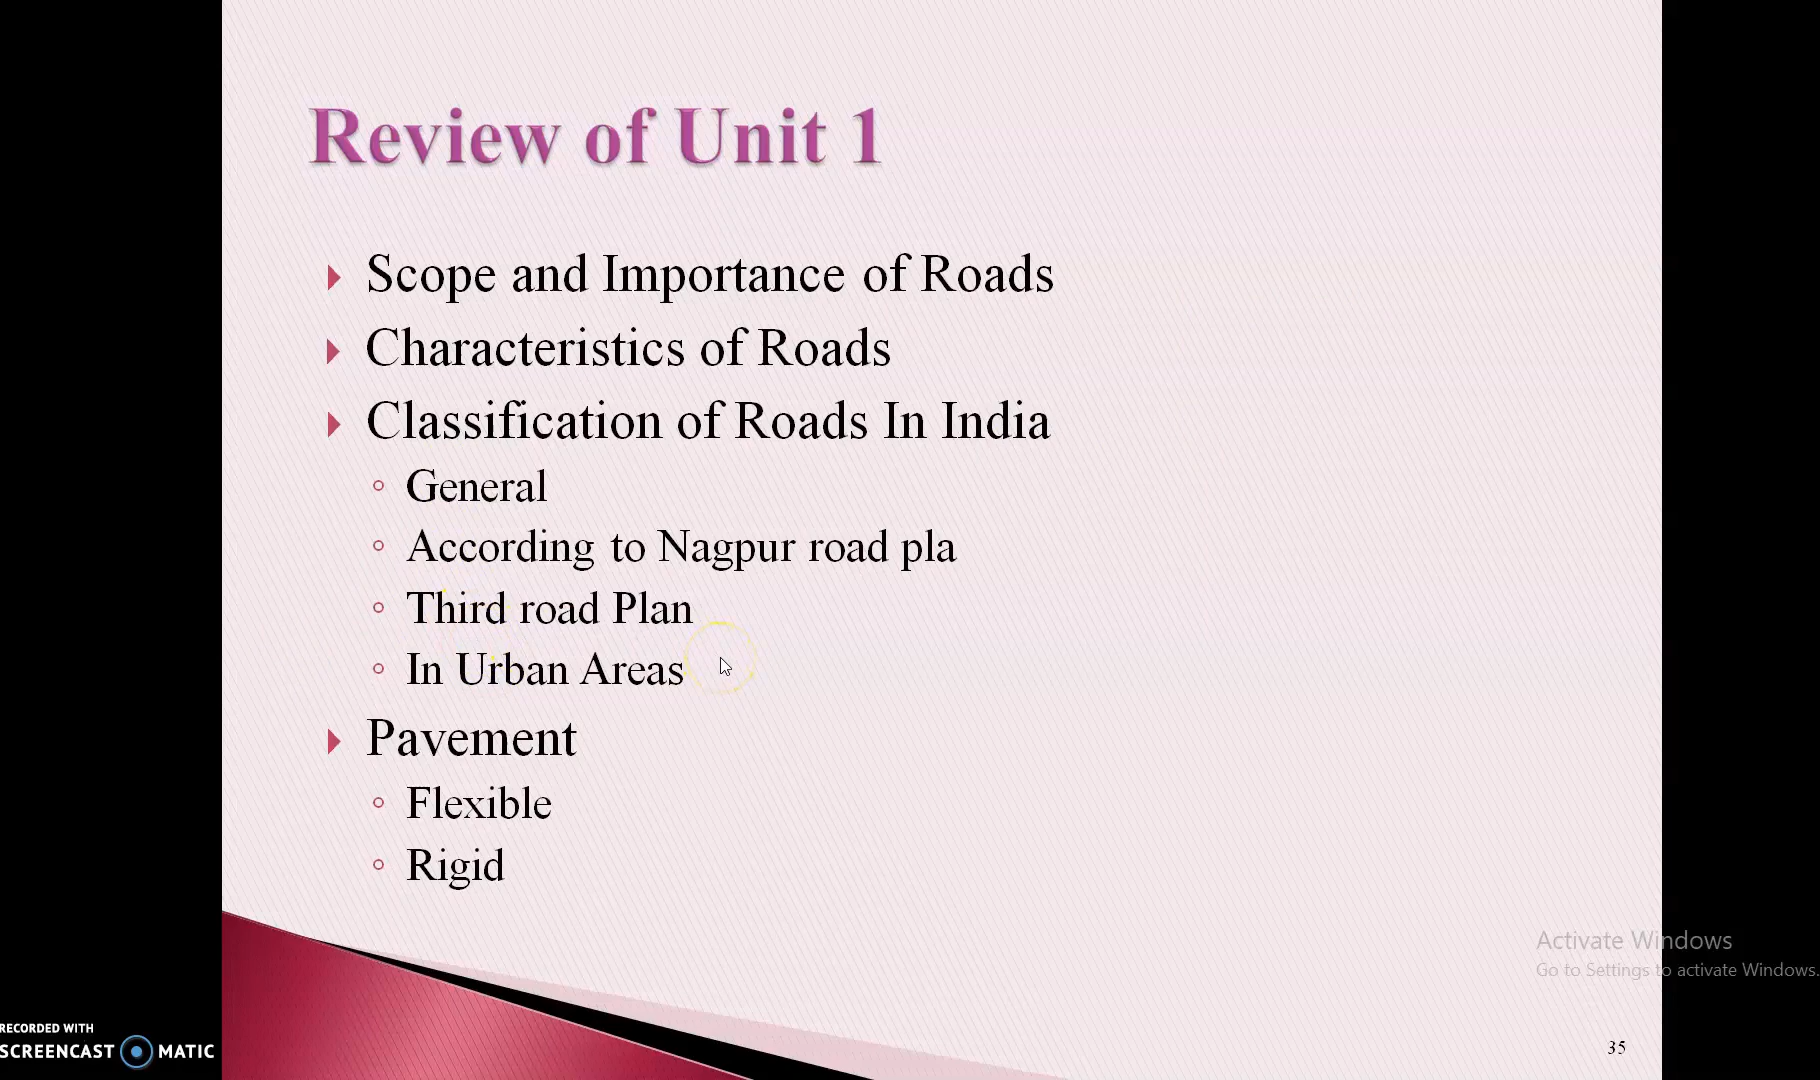 Review of Unit 1
Scope and Importance of Roads
Characteristics of Roads
Classification of Roads In India
General
According to Nagpur road pla
Third road Plan
In Urban Areas
Pavement
Flexible
Rigid
Activate Windows
Go to Settings to activate Windows.
RECORDED WITH
SCREENCAST MATIC
35